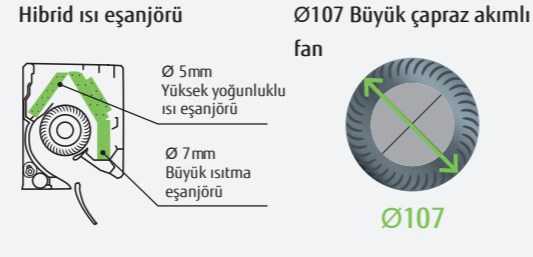 Hibrid ısı eşanjörü
Ø 5mm
Yüksek yoğunluklu
ısı eşanjörü
Ø 7mm
Büyük ısıtma
eşanjörü
Ø107 Büyük çapraz akımlı
fan
Ø107